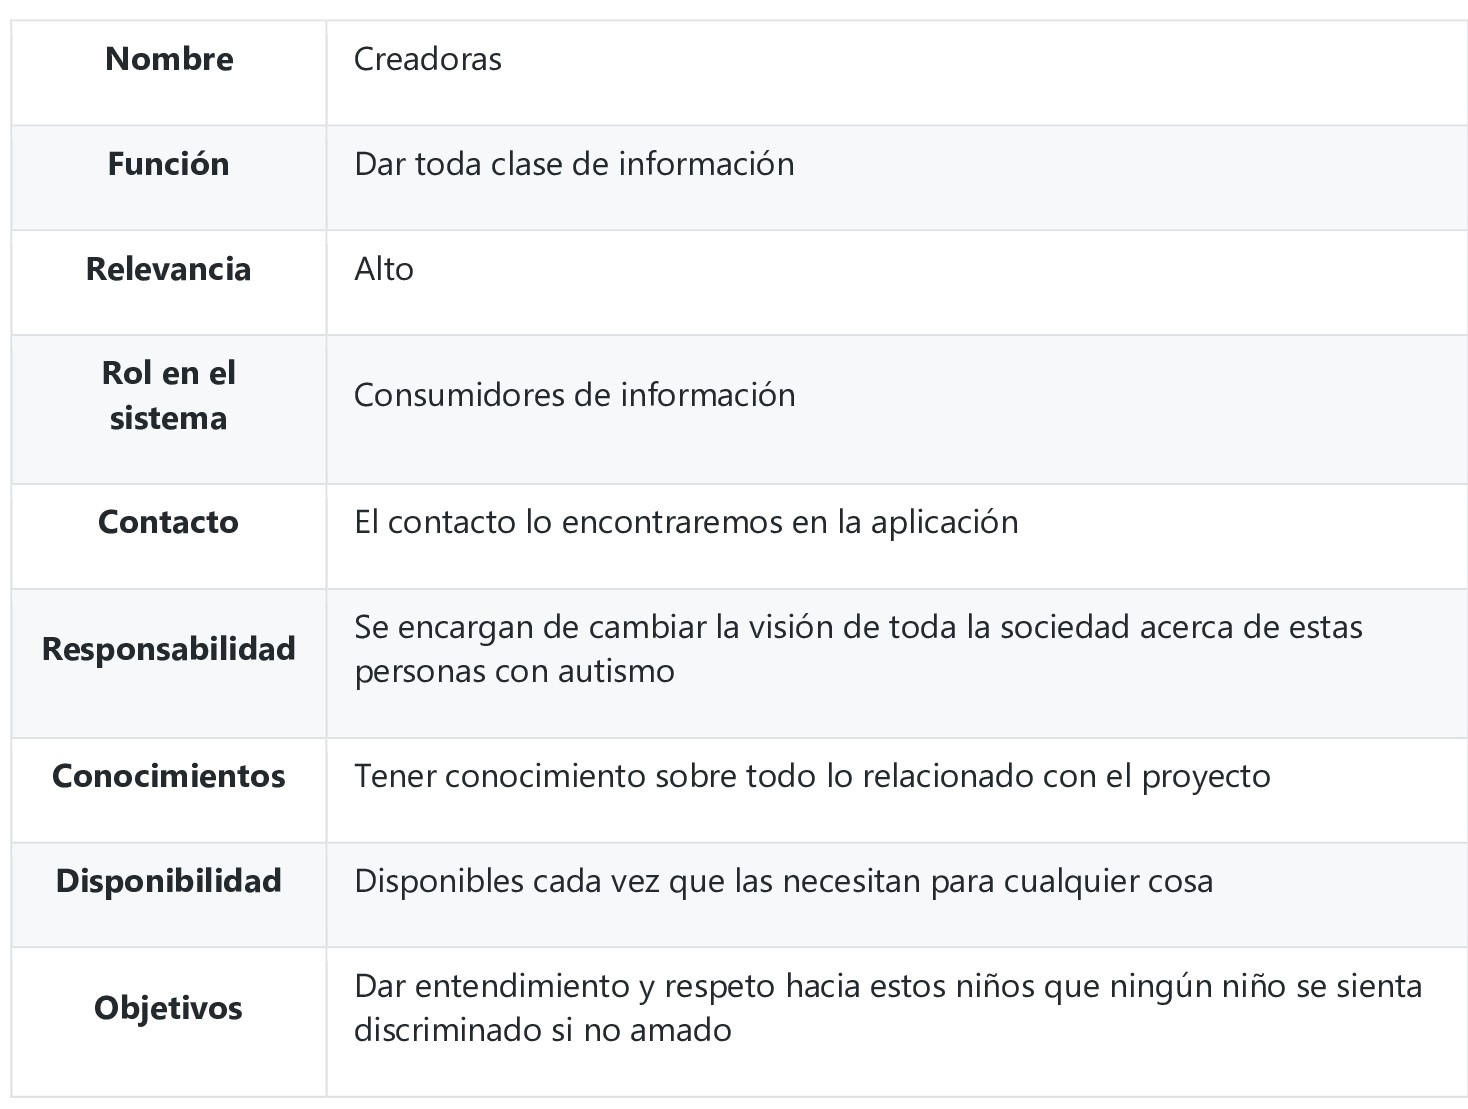 Nombre
Creadoras
Función
Dar toda clase de información
Relevancia
Alto
Rol en el
sistema
Consumidores de información
Contacto
El contacto lo encontraremos en la aplicación
Responsabilidad
Se encargan de cambiar la visión de toda la sociedad acerca de estas
personas con autismo
Conocimientos
Tener conocimiento sobre todo lo relacionado con el proyecto
Disponibilidad
Disponibles cada vez que las necesitan para cualquier cosa
Objetivos
Dar entendimiento y respeto hacia estos niños que ningún niño se sienta
discriminado si no amado